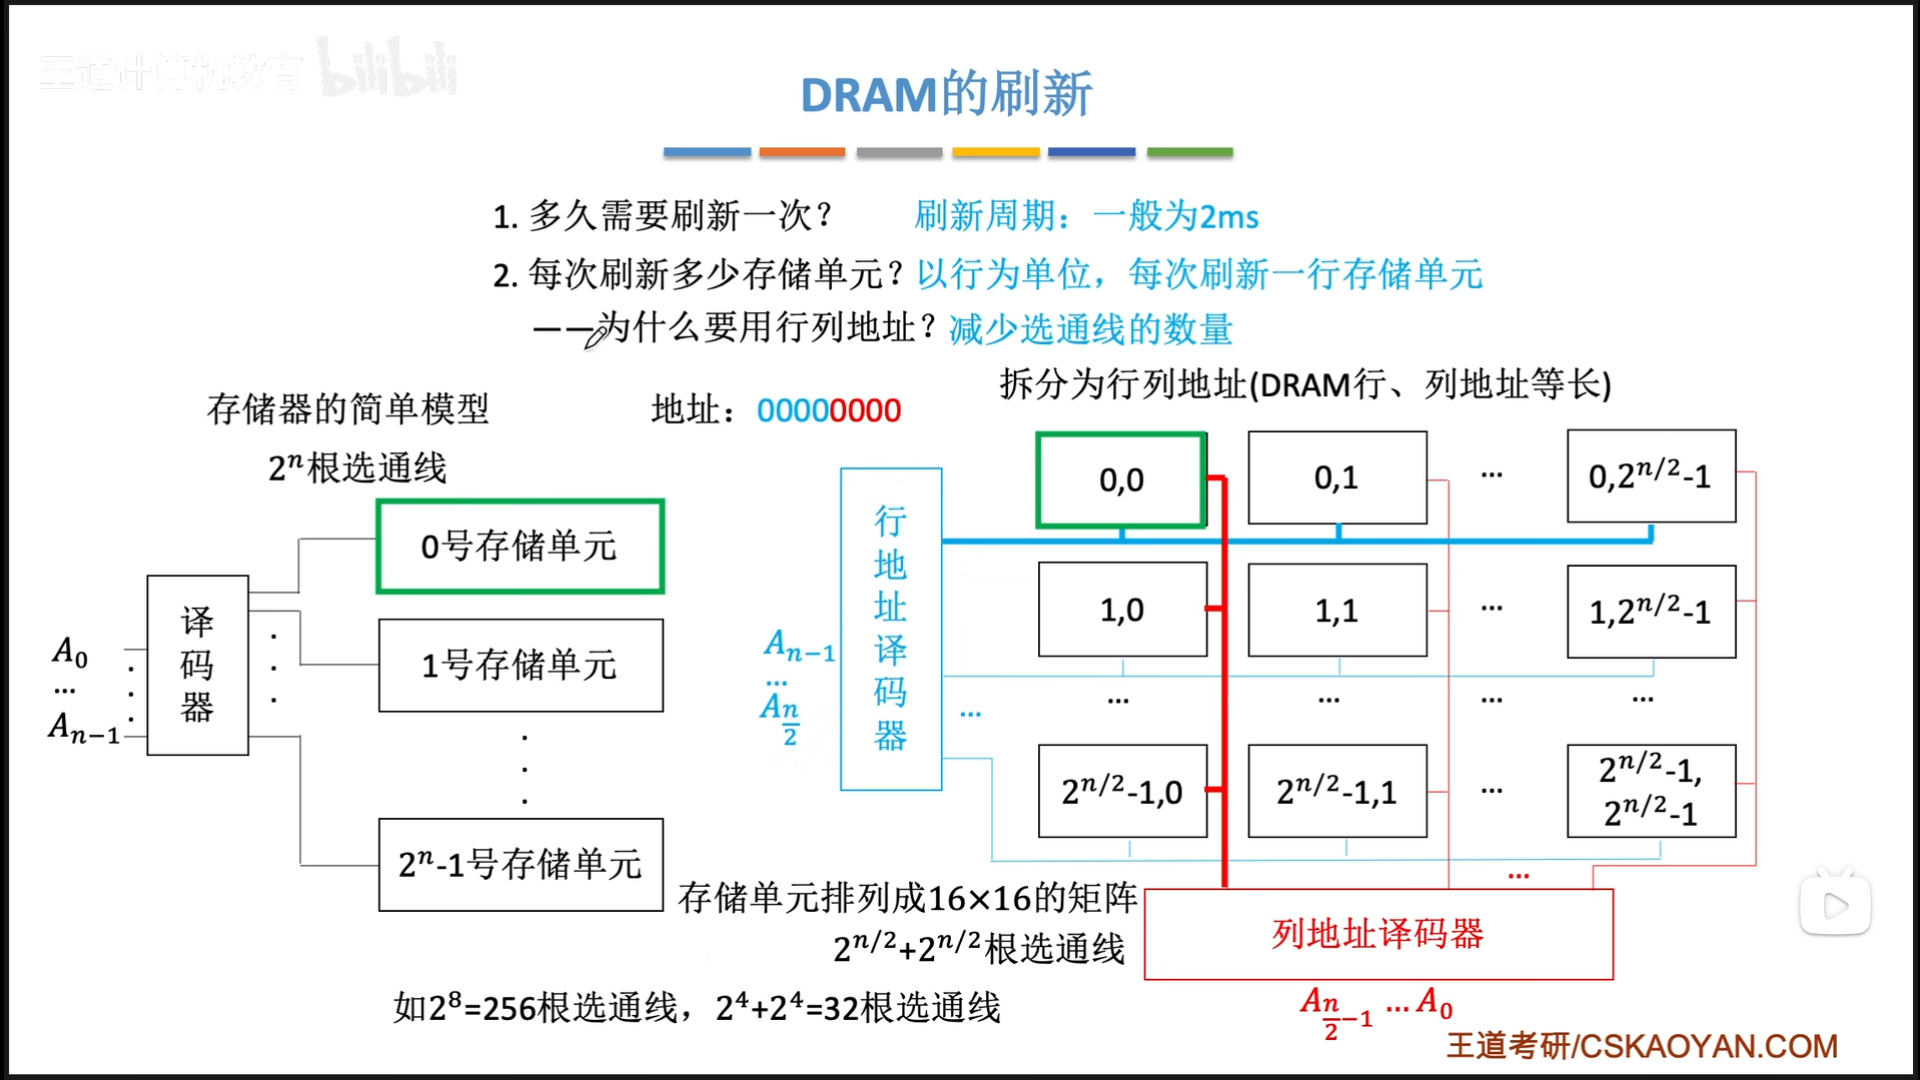 王道计算机教育 bilibili
DRAM的刷新
1. 多久需要刷新一次? 刷新周期：一般为2ms
2. 每次刷新多少存储单元? 以行为单位，每次刷新一行存储单元
——为什么要用行列地址? 减少选通线的数量
存储器的简单模型
2ⁿ根选通线
A₀
...
Aₙ₋₁
译码器
0号存储单元
1号存储单元
2ⁿ-1号存储单元
地址：00000000
拆分为行列地址(DRAM行、列地址等长)
行地址译码器
Aₙ₋₁
...
A_{n/2}
...
0,0 0,1 ... 0,2^{n/2}-1
1,0 1,1 ... 1,2^{n/2}-1
... ... ... ...
2^{n/2}-1,0 2^{n/2}-1,1 ... 2^{n/2}-1,
2^{n/2}-1
...
列地址译码器
A_{n/2-1} ... A₀
存储单元排列成16×16的矩阵
2^{n/2}+2^{n/2}根选通线
如2⁸=256根选通线，2⁴+2⁴=32根选通线
王道考研/CSKAOYAN.COM